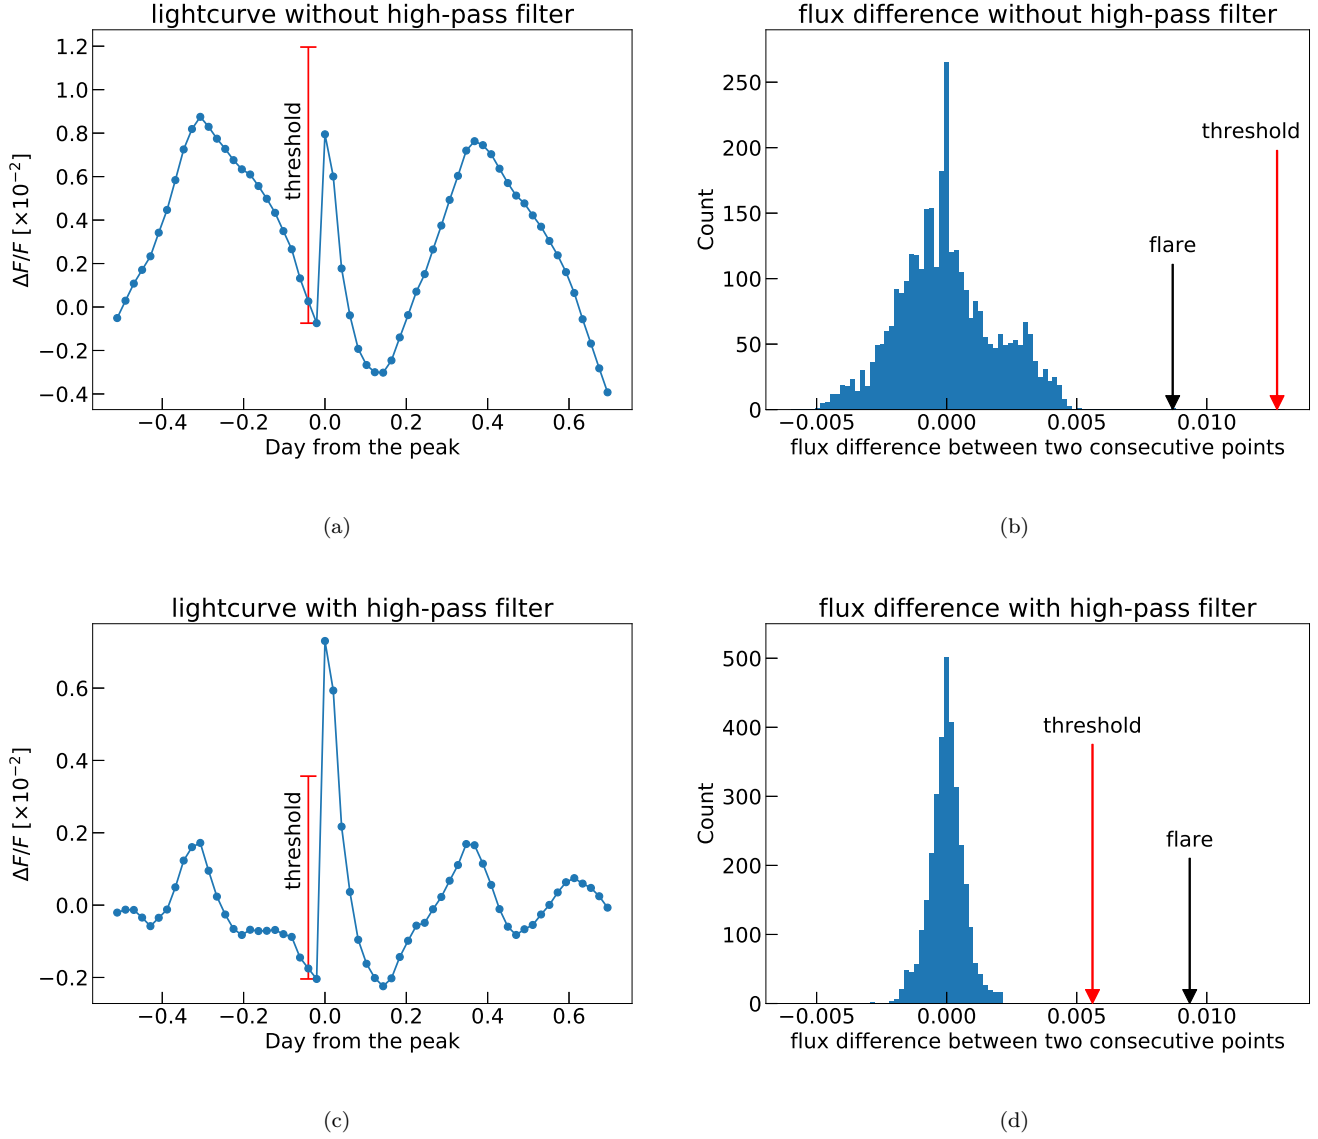 lightcurve without high-pass filter
1.2
1.0
0.8
0.6
0.4
0.2
0.0
−0.2
−0.4
ΔF/F [×10⁻²]
threshold
−0.4 −0.2 0.0 0.2 0.4 0.6
Day from the peak
(a)
flux difference without high-pass filter
250
200
150
100
50
0
Count
threshold
flare
−0.005 0.000 0.005 0.010
flux difference between two consecutive points
(b)
lightcurve with high-pass filter
0.6
0.4
0.2
0.0
−0.2
ΔF/F [×10⁻²]
threshold
−0.4 −0.2 0.0 0.2 0.4 0.6
Day from the peak
(c)
flux difference with high-pass filter
500
400
300
200
100
0
Count
threshold
flare
−0.005 0.000 0.005 0.010
flux difference between two consecutive points
(d)